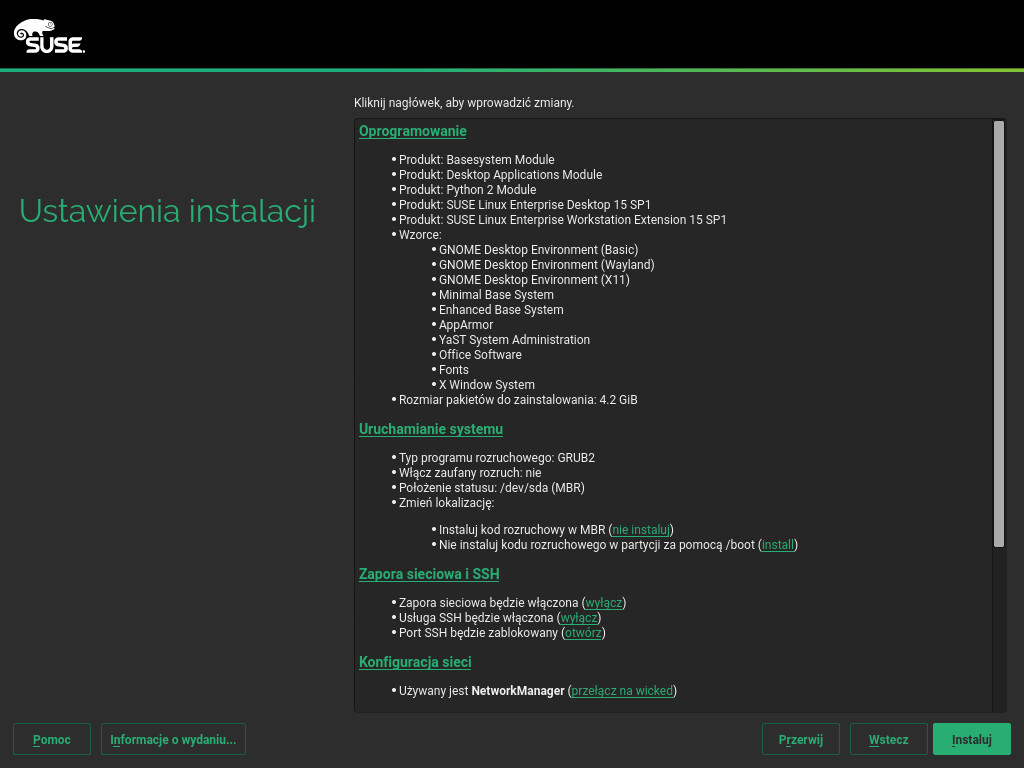 SUSE.
Kliknij nagłówek, aby wprowadzić zmiany.
Ustawienia instalacji
Oprogramowanie
• Produkt: Basesystem Module
• Produkt: Desktop Applications Module
• Produkt: Python 2 Module
• Produkt: SUSE Linux Enterprise Desktop 15 SP1
• Produkt: SUSE Linux Enterprise Workstation Extension 15 SP1
• Wzorce:
• GNOME Desktop Environment (Basic)
• GNOME Desktop Environment (Wayland)
• GNOME Desktop Environment (X11)
• Minimal Base System
• Enhanced Base System
• AppArmor
• YaST System Administration
• Office Software
• Fonts
• X Window System
• Rozmiar pakietów do zainstalowania: 4.2 GiB
Uruchamianie systemu
• Typ programu rozruchowego: GRUB2
• Włącz zaufany rozruch: nie
• Położenie statusu: /dev/sda (MBR)
• Zmień lokalizację:
• Instaluj kod rozruchowy w MBR (nie instaluj)
• Nie instaluj kodu rozruchowego w partycji za pomocą /boot (install)
Zapora sieciowa i SSH
• Zapora sieciowa będzie włączona (wyłącz)
• Usługa SSH będzie włączona (wyłącz)
• Port SSH będzie zablokowany (otwórz)
Konfiguracja sieci
• Używany jest NetworkManager (przełącz na wicked)
Pomoc
Informacje o wydaniu...
Przerwij
Wstecz
Instaluj